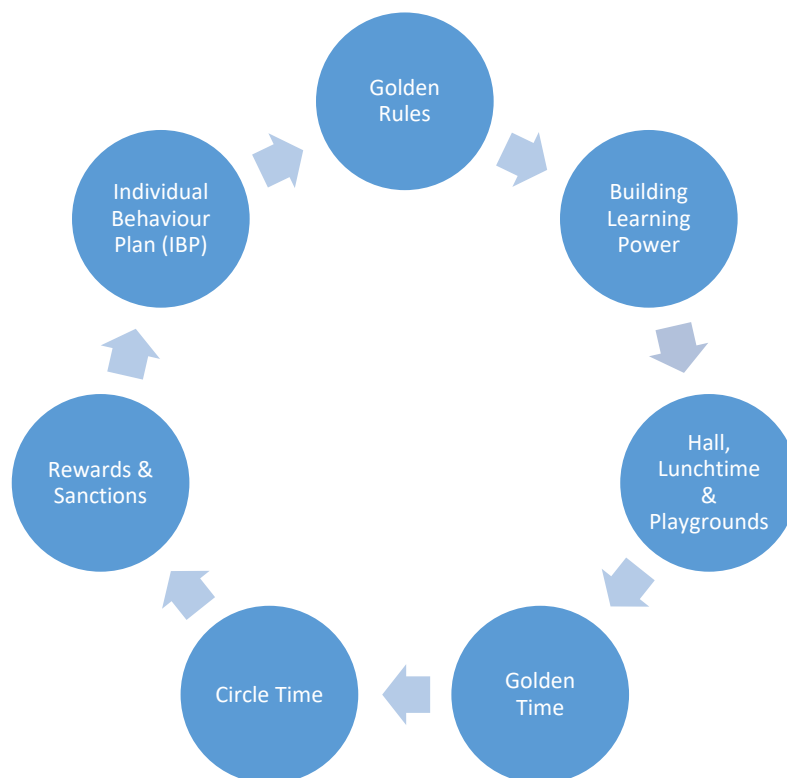 Golden
Rules
Building
Learning
Power
Hall,
Lunchtime
&
Playgrounds
Golden
Time
Circle Time
Rewards &
Sanctions
Individual
Behaviour
Plan (IBP)